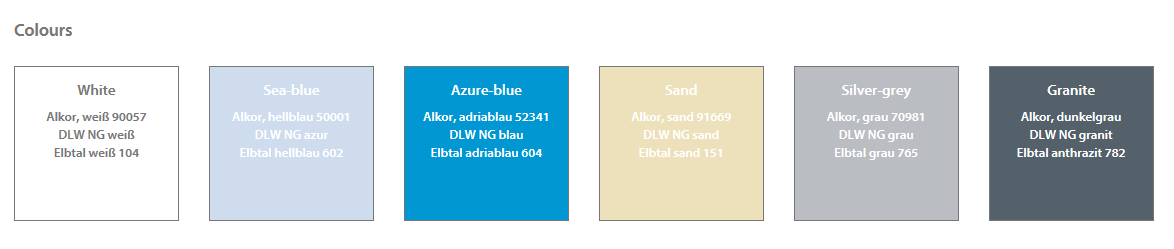 Colours
White
Alkor, weiß 90057
DLW NG weiß
Elbtal weiß 104
Sea-blue
Alkor, hellblau 50001
DLW NG azur
Elbtal hellblau 602
Azure-blue
Alkor, adriablau 52341
DLW NG blau
Elbtal adriablau 604
Sand
Alkor, sand 91669
DLW NG sand
Elbtal sand 151
Silver-grey
Alkor, grau 70981
DLW NG grau
Elbtal grau 765
Granite
Alkor, dunkelgrau
DLW NG granit
Elbtal anthrazit 782